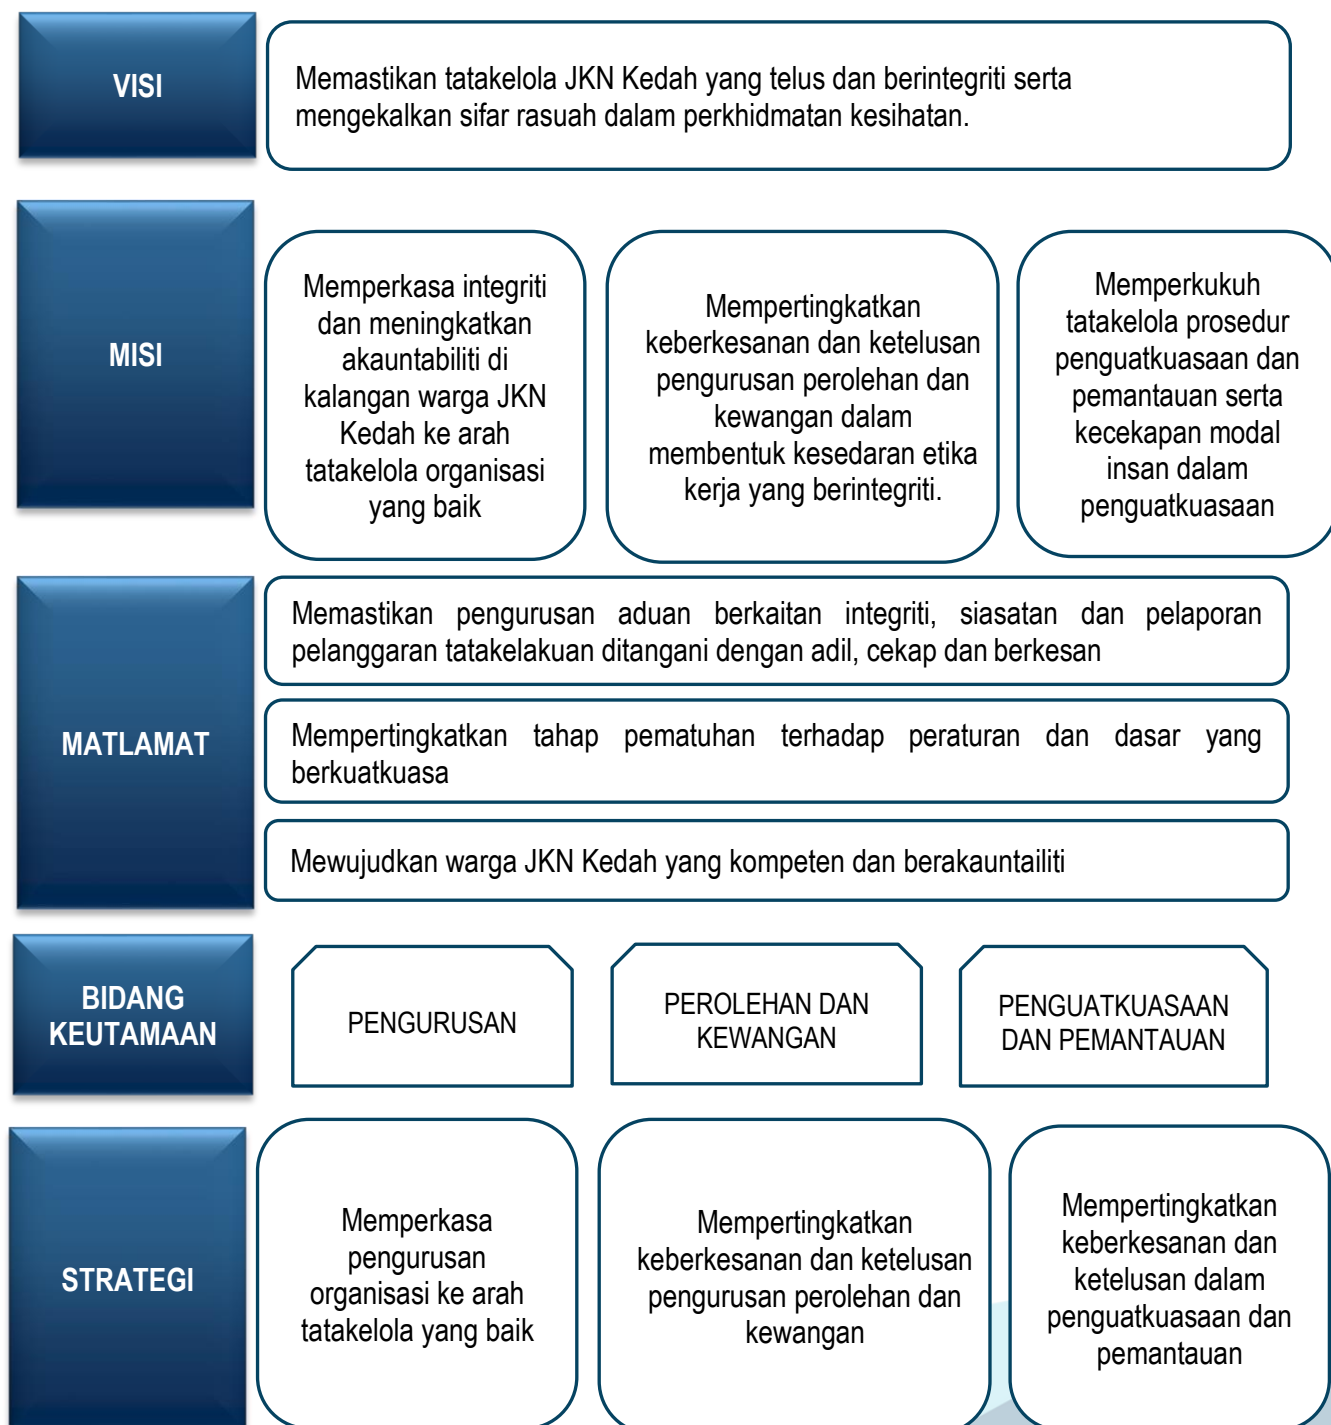 VISI
Memastikan tatakelola JKN Kedah yang telus dan berintegriti serta
mengekalkan sifar rasuah dalam perkhidmatan kesihatan.
MISI
Memperkasa integriti
dan meningkatkan
akauntabiliti di
kalangan warga JKN
Kedah ke arah
tatakelola organisasi
yang baik
Mempertingkatkan
keberkesanan dan ketelusan
pengurusan perolehan dan
kewangan dalam
membentuk kesedaran etika
kerja yang berintegriti.
Memperkukuh
tatakelola prosedur
penguatkuasaan dan
pemantauan serta
kecekapan modal
insan dalam
penguatkuasaan
MATLAMAT
Memastikan pengurusan aduan berkaitan integriti, siasatan dan pelaporan
pelanggaran tatakelakuan ditangani dengan adil, cekap dan berkesan
Mempertingkatkan tahap pematuhan terhadap peraturan dan dasar yang
berkuatkuasa
Mewujudkan warga JKN Kedah yang kompeten dan berakauntailiti
BIDANG
KEUTAMAAN
PENGURUSAN
PEROLEHAN DAN
KEWANGAN
PENGUATKUASAAN
DAN PEMANTAUAN
STRATEGI
Memperkasa
pengurusan
organisasi ke arah
tatakelola yang baik
Mempertingkatkan
keberkesanan dan ketelusan
pengurusan perolehan dan
kewangan
Mempertingkatkan
keberkesanan dan
ketelusan dalam
penguatkuasaan dan
pemantauan